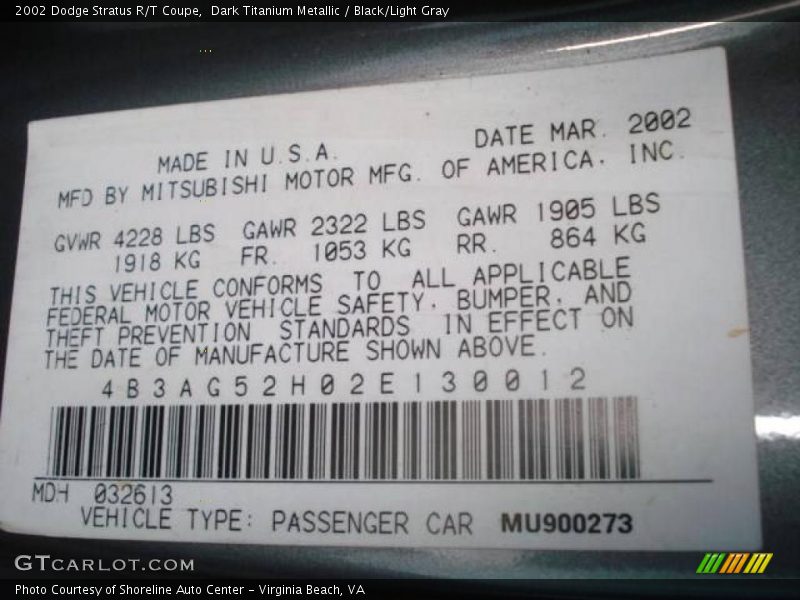 2002 Dodge Stratus R/T Coupe,  Dark Titanium Metallic / Black/Light Gray
MADE IN U.S.A. DATE MAR. 2002
MFD BY MITSUBISHI MOTOR MFG. OF AMERICA. INC.
GVWR 4228 LBS GAWR 2322 LBS GAWR 1905 LBS
1918 KG FR. 1053 KG RR. 864 KG
THIS VEHICLE CONFORMS TO ALL APPLICABLE
FEDERAL MOTOR VEHICLE SAFETY. BUMPER. AND
THEFT PREVENTION STANDARDS IN EFFECT ON
THE DATE OF MANUFACTURE SHOWN ABOVE.
4B3AG52H02E130012
MDH 032613
VEHICLE TYPE: PASSENGER CAR MU900273
GTCARLOT.COM
Photo Courtesy of Shoreline Auto Center - Virginia Beach, VA